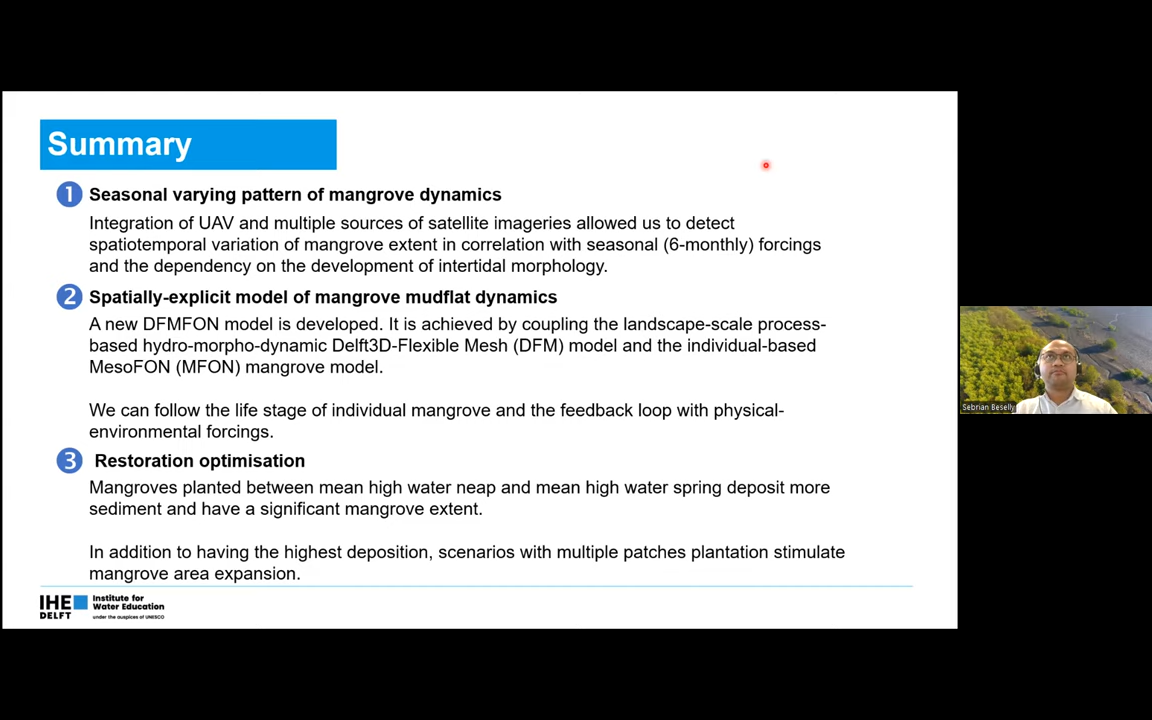 Summary
1 Seasonal varying pattern of mangrove dynamics
Integration of UAV and multiple sources of satellite imageries allowed us to detect
spatiotemporal variation of mangrove extent in correlation with seasonal (6-monthly) forcings
and the dependency on the development of intertidal morphology.
2 Spatially-explicit model of mangrove mudflat dynamics
A new DFMFON model is developed. It is achieved by coupling the landscape-scale process-
based hydro-morpho-dynamic Delft3D-Flexible Mesh (DFM) model and the individual-based
MesoFON (MFON) mangrove model.
We can follow the life stage of individual mangrove and the feedback loop with physical-
environmental forcings.
3 Restoration optimisation
Mangroves planted between mean high water neap and mean high water spring deposit more
sediment and have a significant mangrove extent.
In addition to having the highest deposition, scenarios with multiple patches plantation stimulate
mangrove area expansion.
IHE
DELFT
Institute for
Water Education
under the auspices of UNESCO
Sebrian Beselly